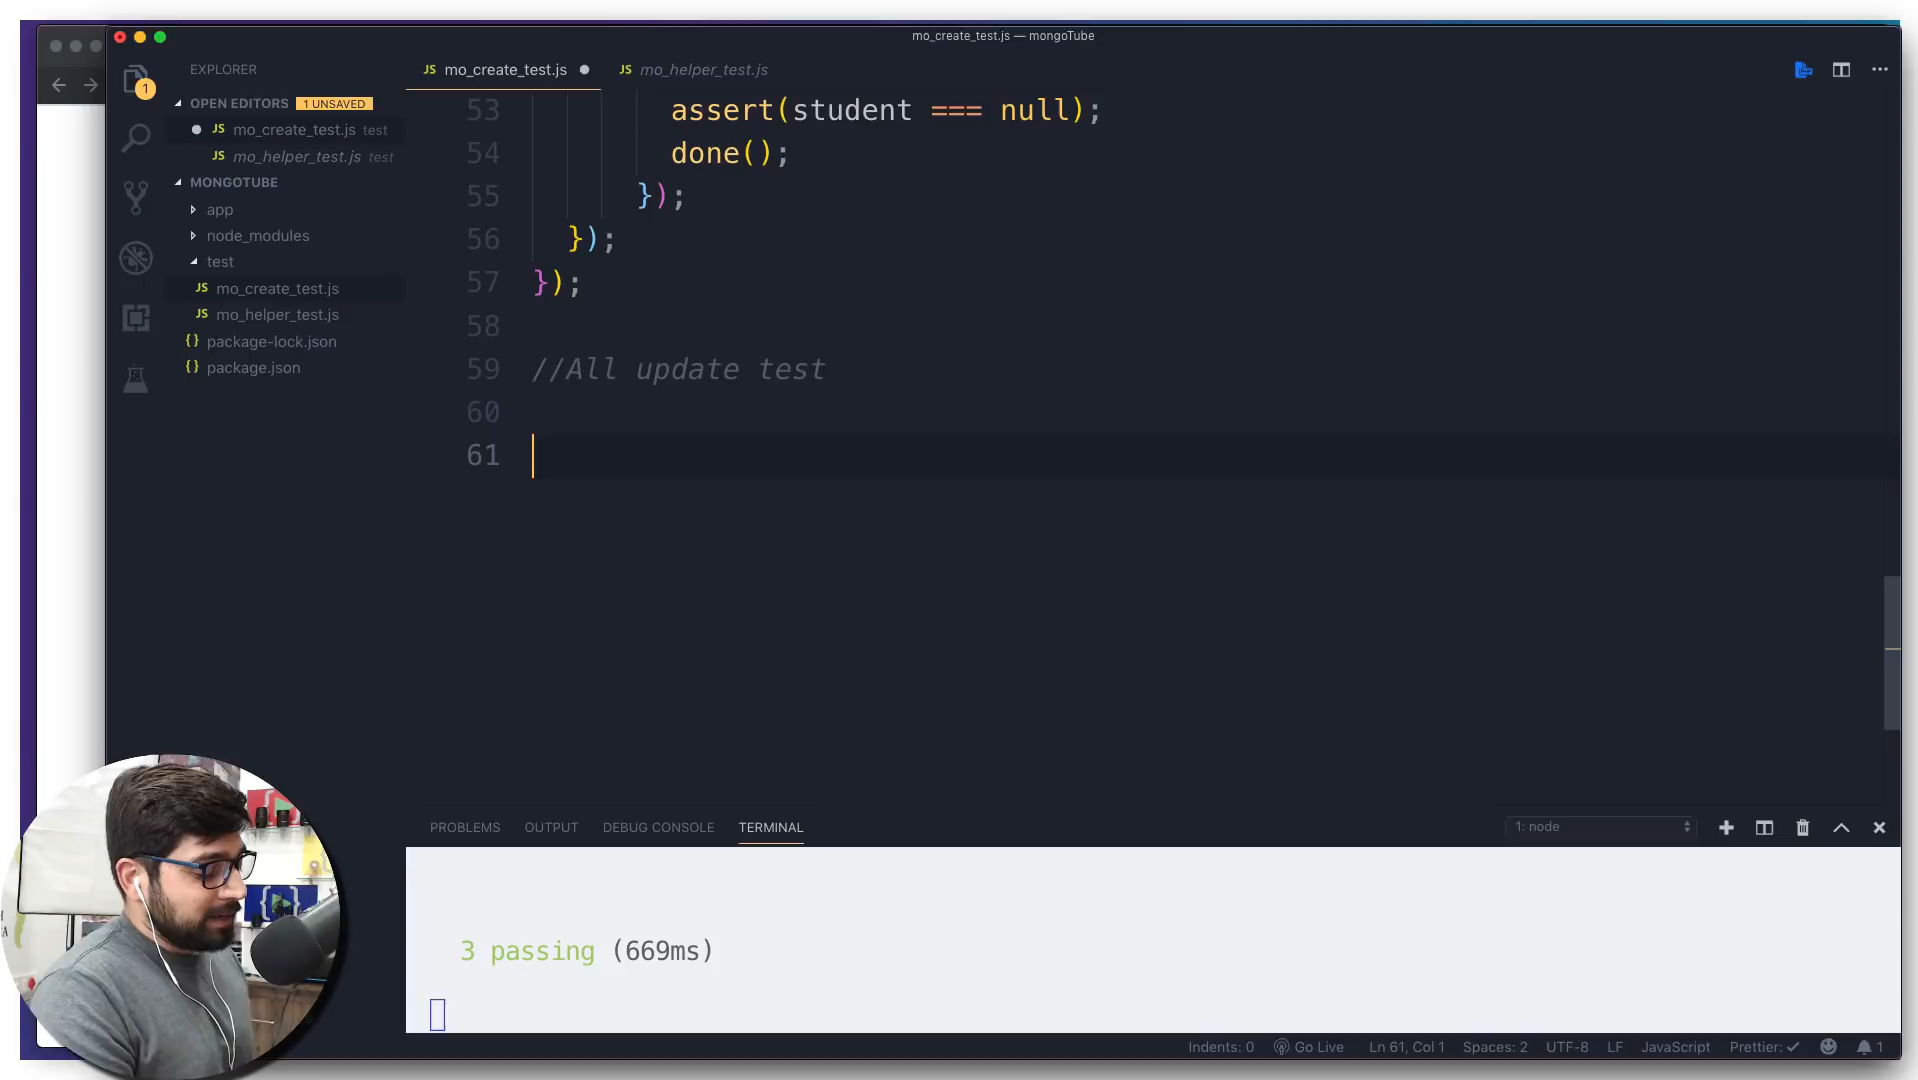 mo_create_test.js — mongoTube
EXPLORER
1
OPEN EDITORS 1 UNSAVED
JS mo_create_test.js test
JS mo_helper_test.js test
MONGOTUBE
app
node_modules
test
JS mo_create_test.js
JS mo_helper_test.js
{} package-lock.json
{} package.json
JS mo_create_test.js
JS mo_helper_test.js
53 assert(student === null);
54 done();
55 });
56 });
57 });
58
59 //All update test
60
61
PROBLEMS OUTPUT DEBUG CONSOLE TERMINAL 1: node
3 passing (669ms)
Indents: 0 Go Live Ln 61, Col 1 Spaces: 2 UTF-8 LF JavaScript Prettier: ✓ 1